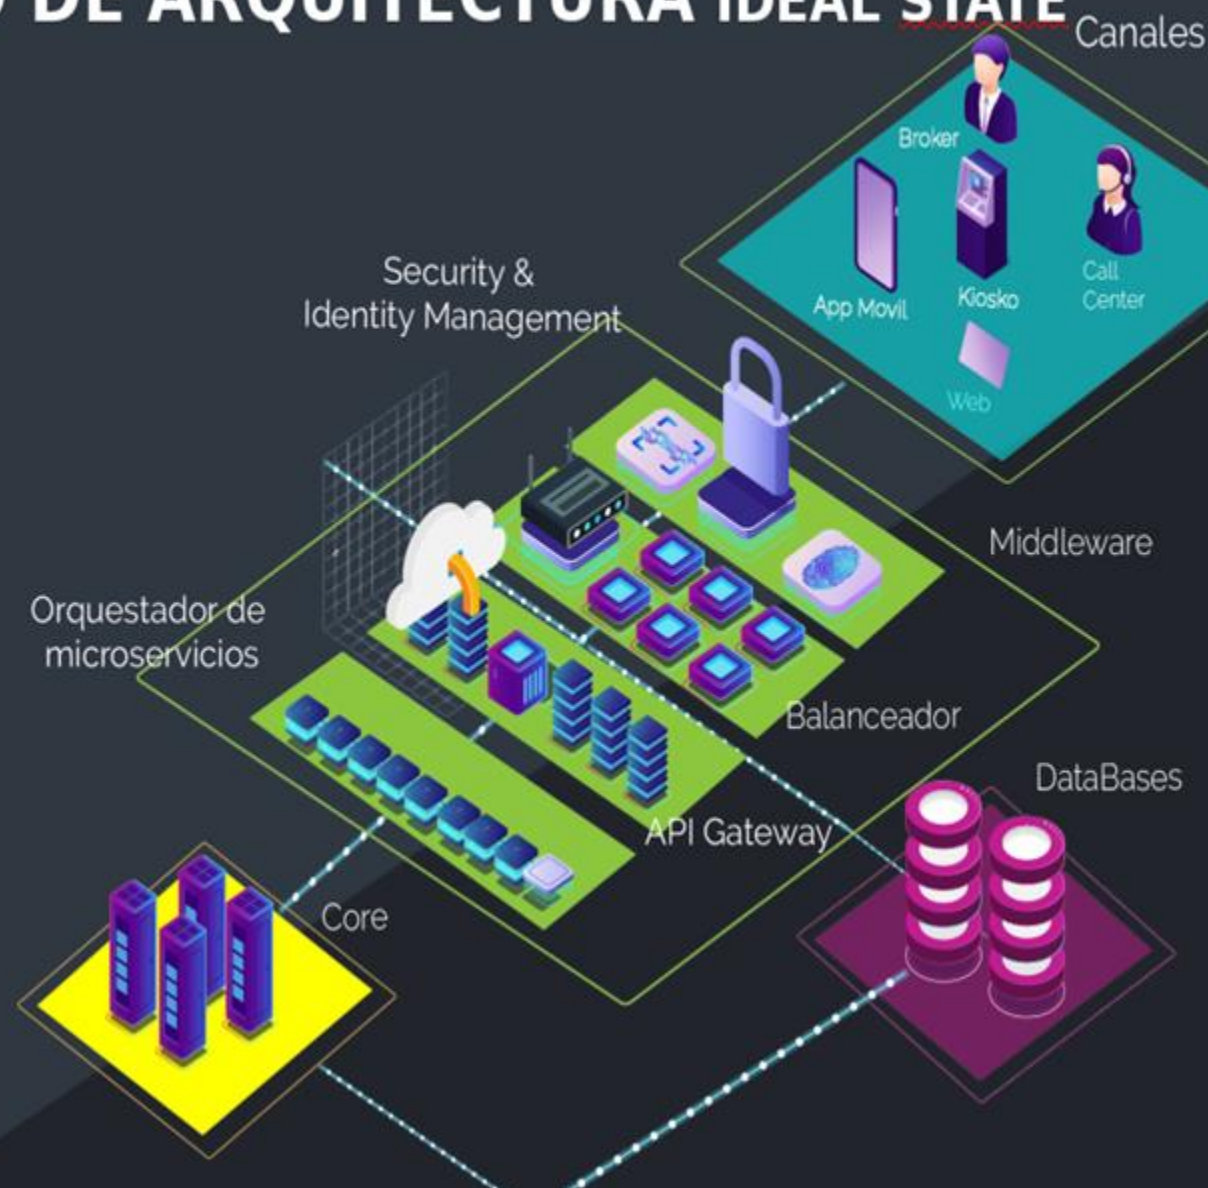 DE ARQUITECTURA IDEAL STATE
Canales
Broker
App Movil
Kiosko
Call
Center
Web
Security &
Identity Management
Middleware
Orquestador de
microservicios
Balanceador
DataBases
API Gateway
Core